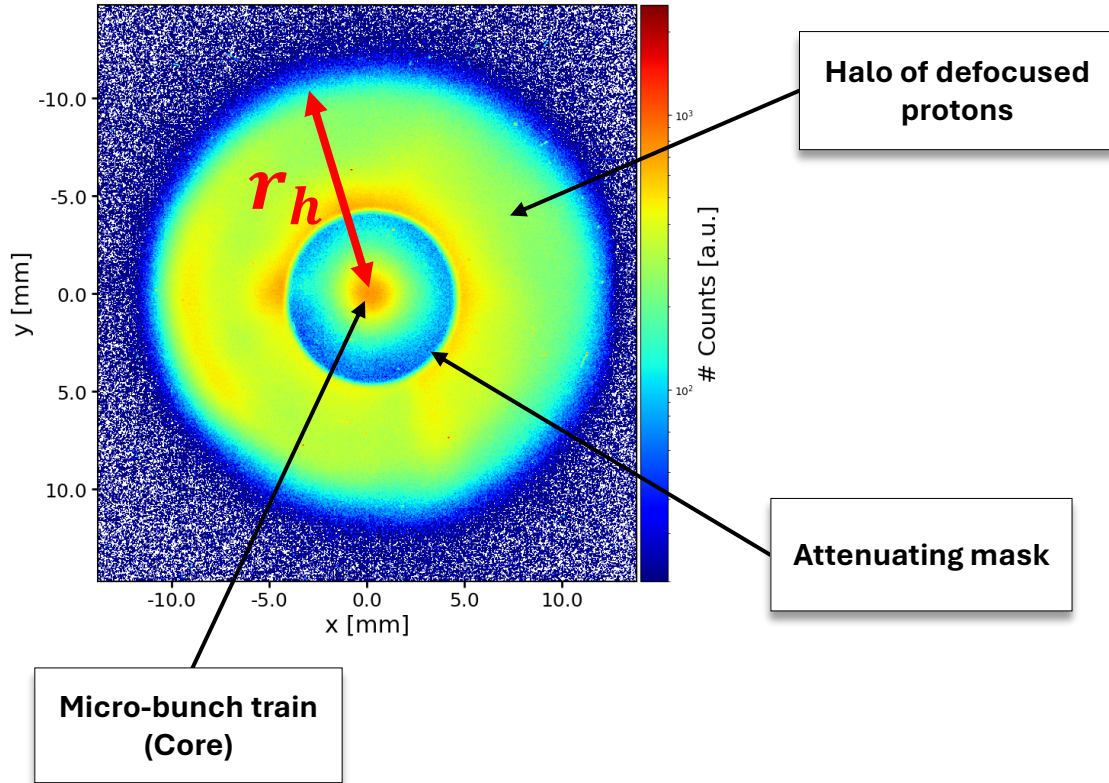 Halo of defocused
protons
-10.0
-5.0
0.0
5.0
10.0
y [mm]
r_h
10³
10²
# Counts [a.u.]
-10.0 -5.0 0.0 5.0 10.0
x [mm]
Attenuating mask
Micro-bunch train
(Core)